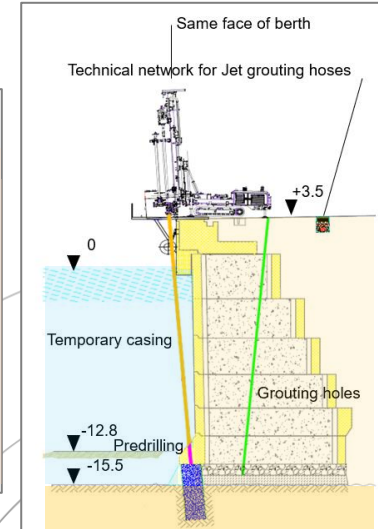 Same face of berth
Technical network for Jet grouting hoses
+3.5
0
Temporary casing
Grouting holes
-12.8
Predrilling
-15.5